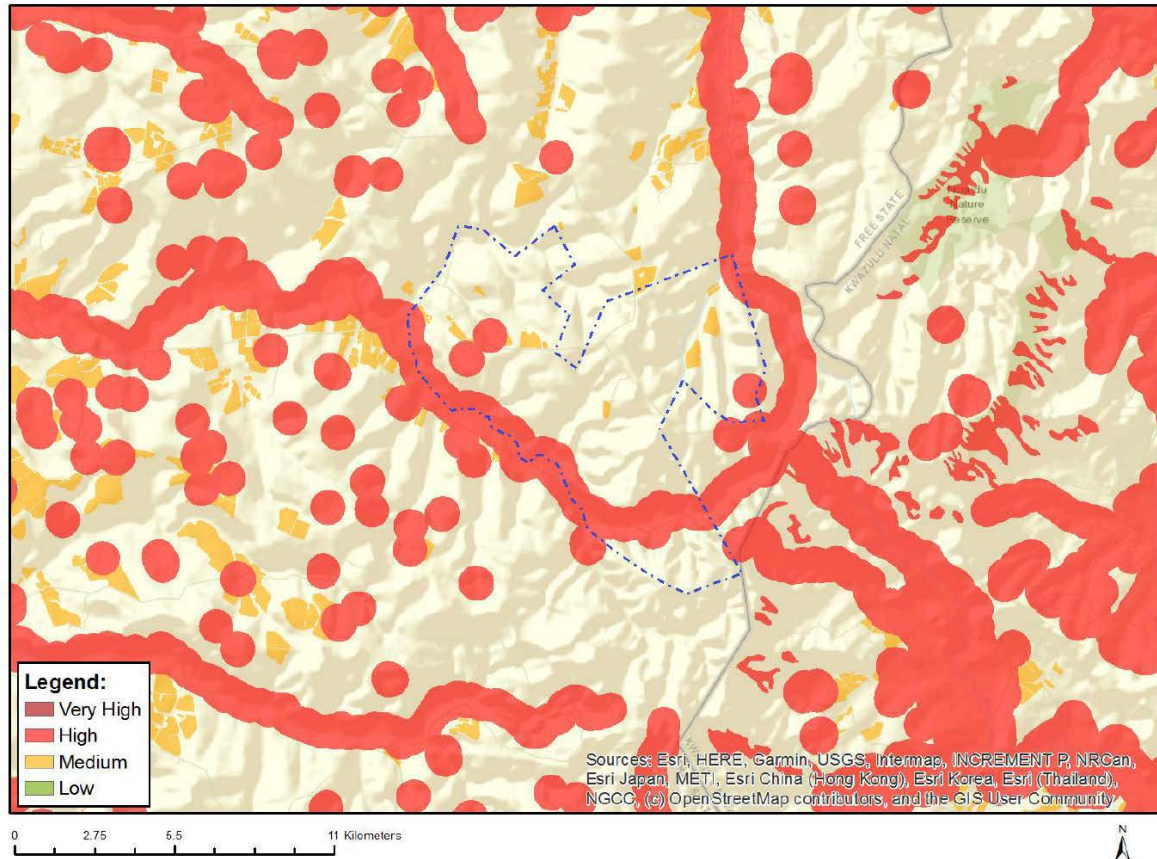 Nature
Reserve
FREE STATE
KWAZULU NATAL
Legend:
Very High
High
Medium
Low
Sources: Esri, HERE, Garmin, USGS, Intermap, INCREMENT P, NRCan,
Esri Japan, METI, Esri China (Hong Kong), Esri Korea, Esri (Thailand),
NGCC, (c) OpenStreetMap contributors, and the GIS User Community
0 2.75 5.5 11 Kilometers
N